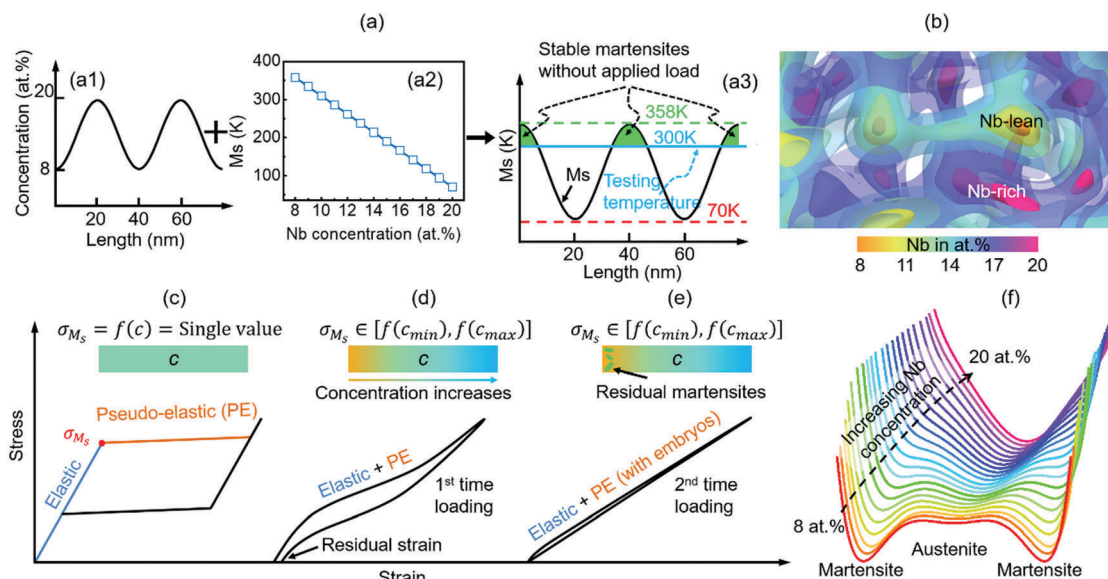 (a)
(a1)
Concentration (at.%)
20
8
20
40
60
Length (nm)
+
(a2)
Ms (K)
400
300
200
100
8
10
12
14
16
18
20
Nb concentration (at.%)
Stable martensites
without applied load
(a3)
358K
300K
Ms
Testing
temperature
70K
Ms (K)
20
40
60
Length (nm)
(b)
Nb-lean
Nb-rich
Nb in at.%
8
11
14
17
20
(c)
σMs = f(c) = Single value
c
Pseudo-elastic (PE)
σMs
Elastic
Stress
(d)
σMs ∈ [f(cmin), f(cmax)]
c
Concentration increases
Elastic + PE
1st time
loading
Residual strain
(e)
σMs ∈ [f(cmin), f(cmax)]
c
Residual martensites
Elastic + PE (with embryos)
2nd time
loading
Strain
(f)
20 at.%
Increasing Nb
concentration
8 at.%
Austenite
Martensite
Martensite